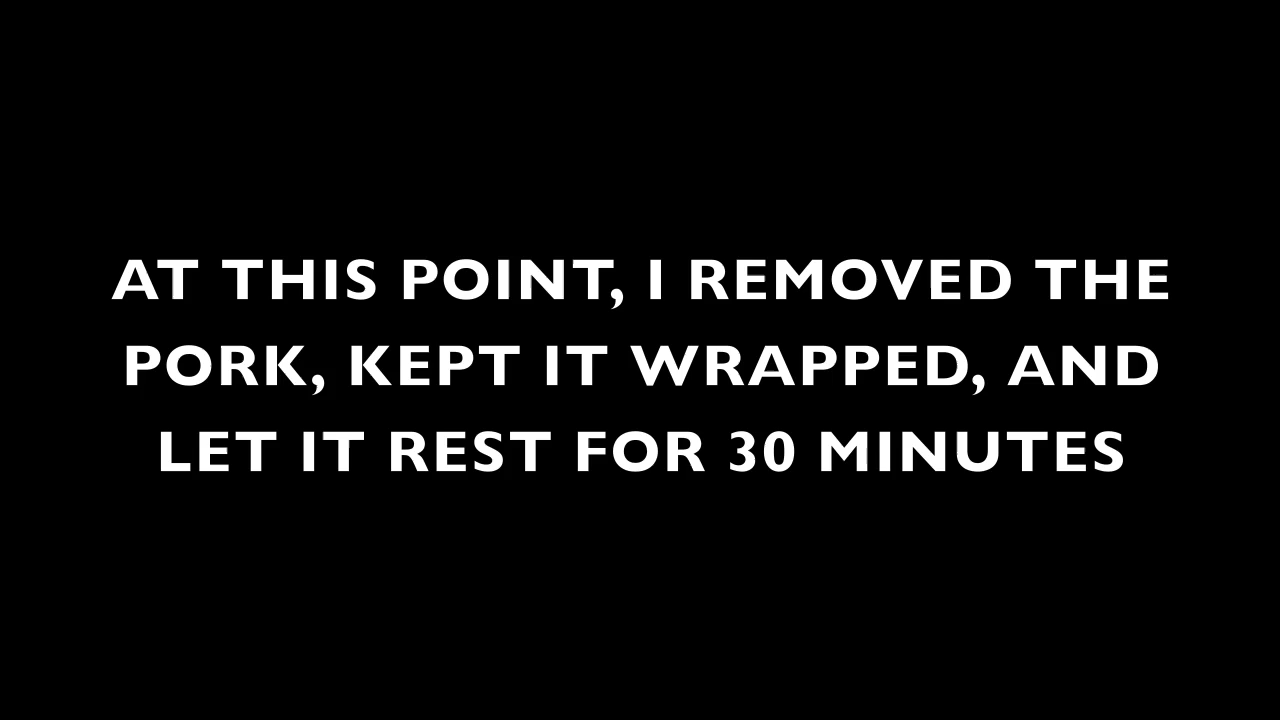 AT THIS POINT, I REMOVED THE
PORK, KEPT IT WRAPPED, AND
LET IT REST FOR 30 MINUTES